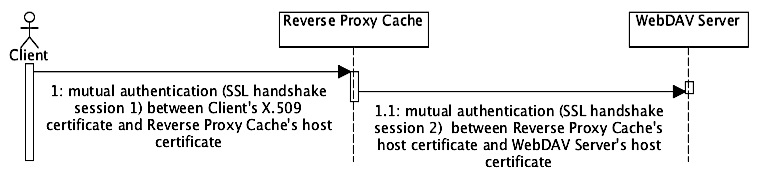 Client
Reverse Proxy Cache
WebDAV Server
1: mutual authentication (SSL handshake
session 1) between Client's X.509
certificate and Reverse Proxy Cache's host
certificate
1.1: mutual authentication (SSL handshake
session 2) between Reverse Proxy Cache's
host certificate and WebDAV Server's host
certificate